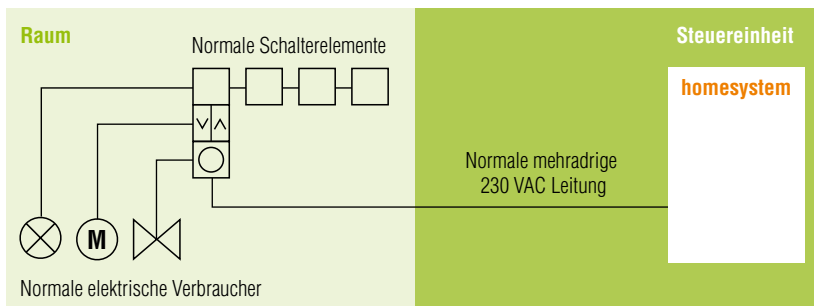 Raum
Normale Schalterelemente
Steuereinheit
homesystem
Normale mehradrige
230 VAC Leitung
M
Normale elektrische Verbraucher